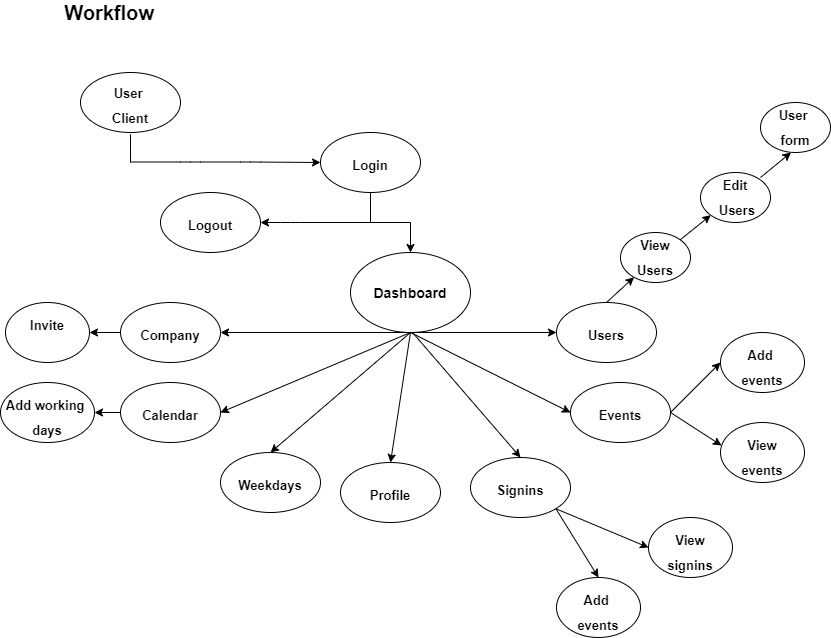 Workflow
User
Client
Login
Logout
Dashboard
User
form
Edit
Users
View
Users
Users
Invite
Company
Add working
days
Calendar
Weekdays
Profile
Signins
Events
Add
events
View
events
View
signins
Add
events